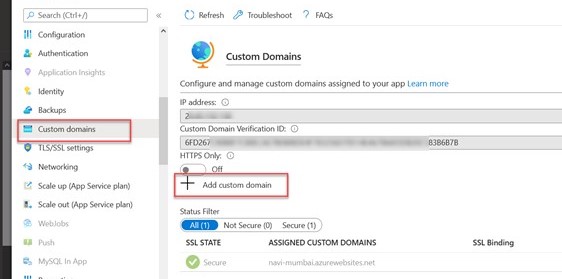 Search (Ctrl+/)
«
Refresh
Troubleshoot
FAQs
Configuration
Authentication
Application Insights
Identity
Backups
Custom domains
TLS/SSL settings
Networking
Scale up (App Service plan)
Scale out (App Service plan)
WebJobs
Push
MySQL In App
Custom Domains
Configure and manage custom domains assigned to your app Learn more
IP address:
2
Custom Domain Verification ID:
6FD267
83B6B7B
HTTPS Only:
Off
Add custom domain
Status Filter
All (1) Not Secure (0) Secure (1)
SSL STATE ASSIGNED CUSTOM DOMAINS SSL Binding
Secure navi-mumbai.azurewebsites.net